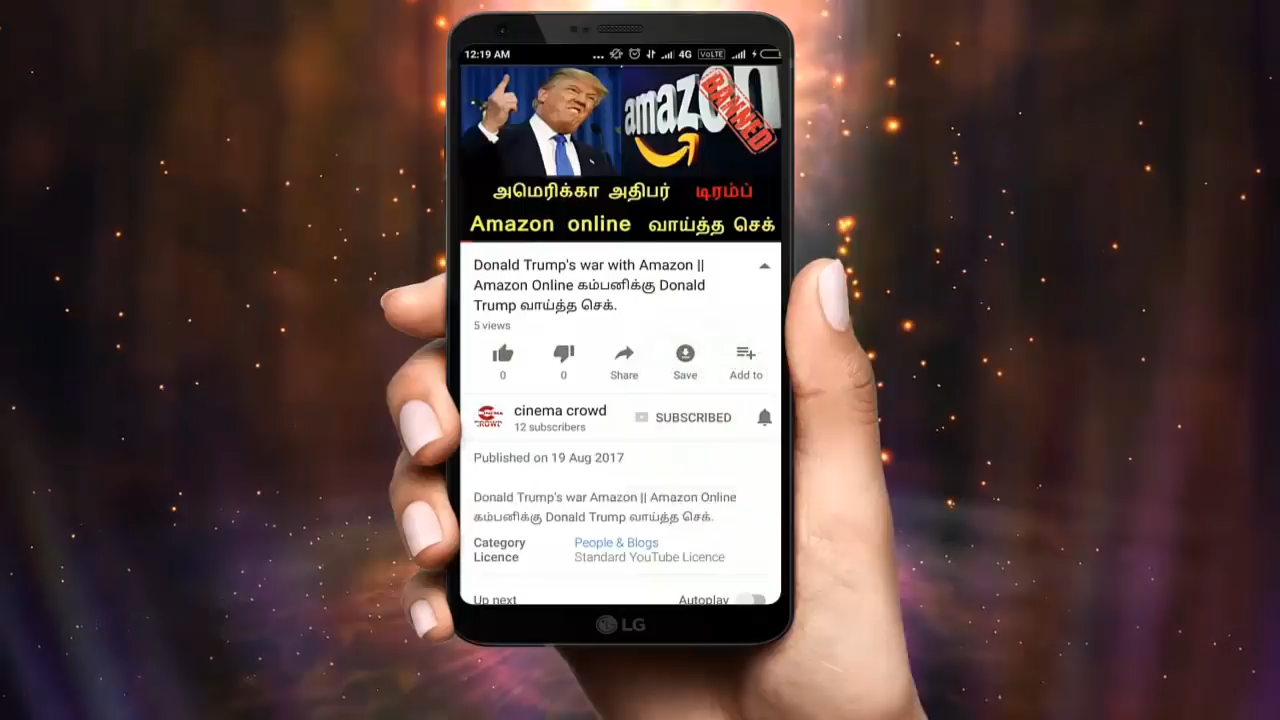 12:19 AM
... 4G VoLTE
amazon
BANNED
அமெரிக்கா அதிபர் டிரம்ப்
Amazon online வாய்த்த செக்
Donald Trump's war with Amazon ||
Amazon Online கம்பனிக்கு Donald
Trump வாய்த்த செக்.
5 views
0 0 Share Save Add to
CINEMA
CROWD
cinema crowd
12 subscribers
SUBSCRIBED
Published on 19 Aug 2017
Donald Trump's war Amazon || Amazon Online
கம்பனிக்கு Donald Trump வாய்த்த செக்.
Category People & Blogs
Licence Standard YouTube Licence
Up next Autoplay
LG